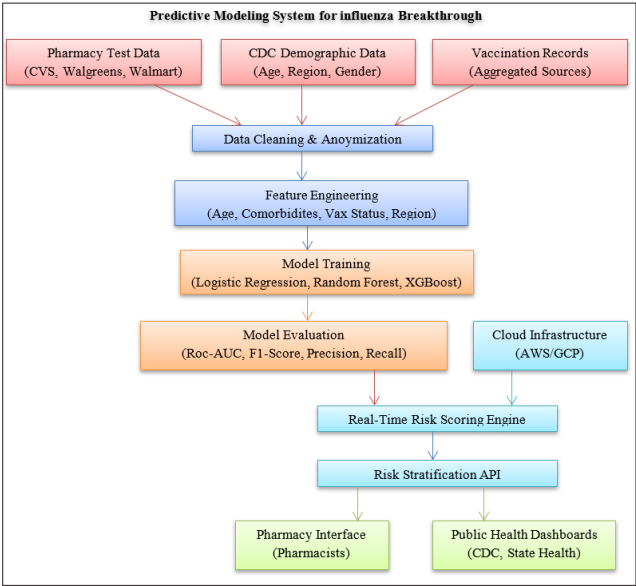 Predictive Modeling System for influenza Breakthrough
Pharmacy Test Data
(CVS, Walgreens, Walmart)
CDC Demographic Data
(Age, Region, Gender)
Vaccination Records
(Aggregated Sources)
Data Cleaning & Anoymization
Feature Engineering
(Age, Comorbidites, Vax Status, Region)
Model Training
(Logistic Regression, Random Forest, XGBoost)
Model Evaluation
(Roc-AUC, F1-Score, Precision, Recall)
Cloud Infrastructure
(AWS/GCP)
Real-Time Risk Scoring Engine
Risk Stratification API
Pharmacy Interface
(Pharmacists)
Public Health Dashboards
(CDC, State Health)